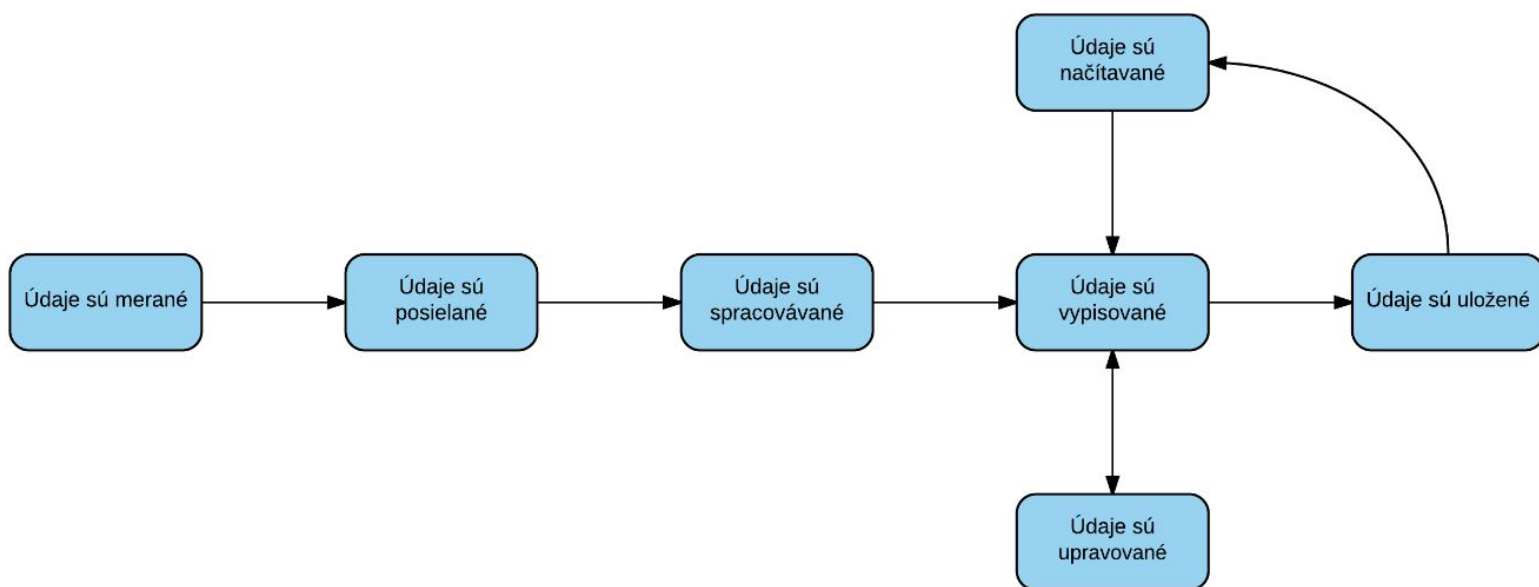 Údaje sú
načítavané
Údaje sú merané
Údaje sú
posielané
Údaje sú
spracovávané
Údaje sú
vypisované
Údaje sú uložené
Údaje sú
upravované